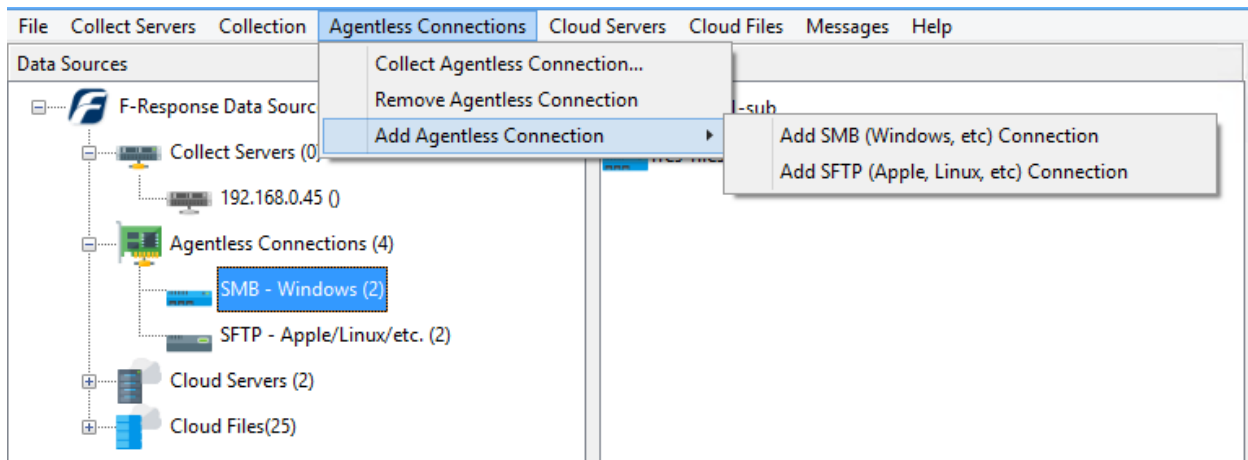 File Collect Servers Collection Agentless Connections Cloud Servers Cloud Files Messages Help
Data Sources
Collect Agentless Connection...
Remove Agentless Connection
Add Agentless Connection
Add SMB (Windows, etc) Connection
Add SFTP (Apple, Linux, etc) Connection
F-Response Data Sourc
Collect Servers (0)
192.168.0.45 ()
Agentless Connections (4)
SMB - Windows (2)
SFTP - Apple/Linux/etc. (2)
Cloud Servers (2)
Cloud Files(25)